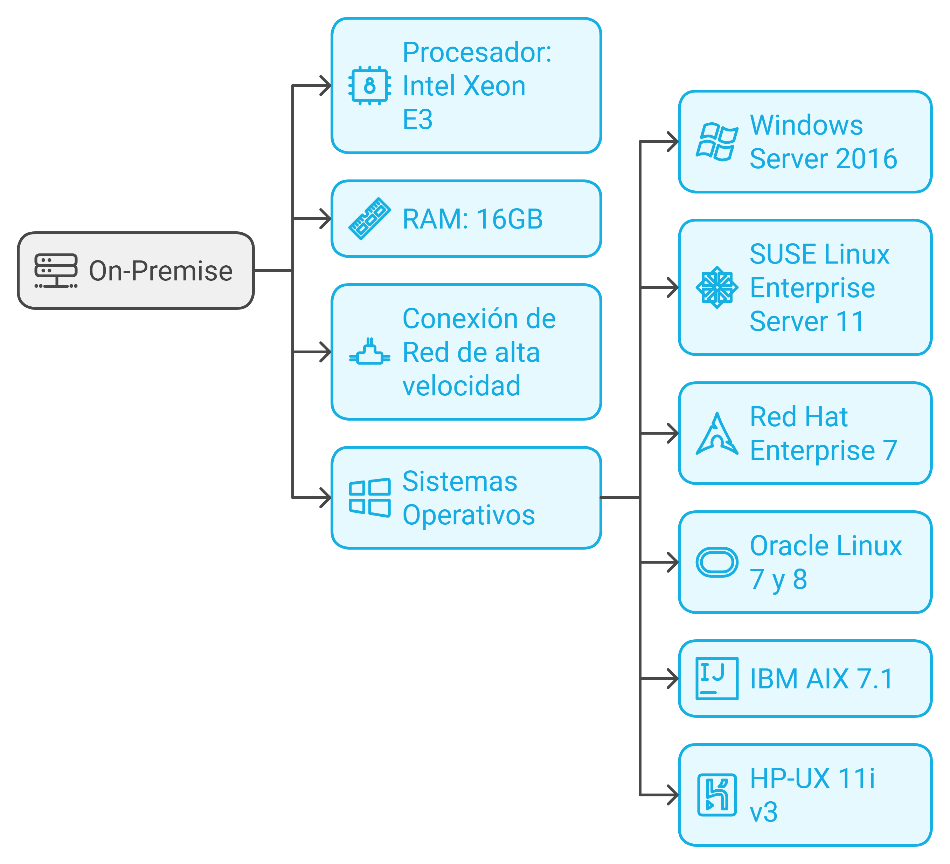 On-Premise
Procesador:
Intel Xeon
E3
RAM: 16GB
Conexión de
Red de alta
velocidad
Sistemas
Operativos
Windows
Server 2016
SUSE Linux
Enterprise
Server 11
Red Hat
Enterprise 7
Oracle Linux
7 y 8
IJ
IBM AIX 7.1
HP-UX 11i
v3